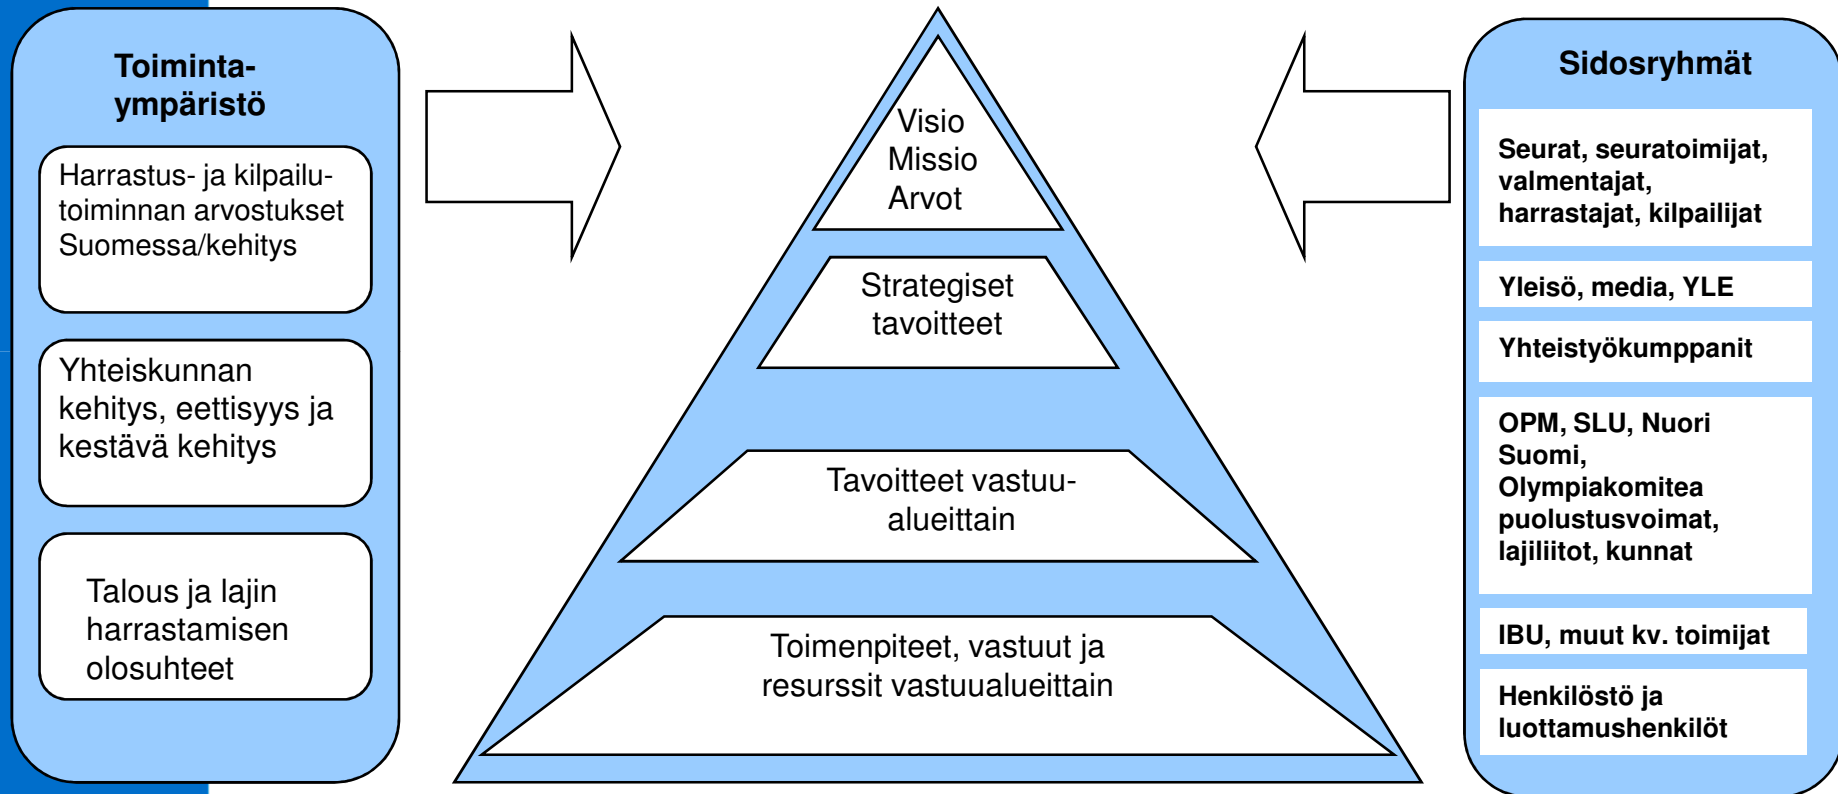 Toiminta-
ympäristö
Harrastus- ja kilpailu-
toiminnan arvostukset
Suomessa/kehitys
Yhteiskunnan
kehitys, eettisyys ja
kestävä kehitys
Talous ja lajin
harrastamisen
olosuhteet
Visio
Missio
Arvot
Strategiset
tavoitteet
Tavoitteet vastuu-
alueittain
Toimenpiteet, vastuut ja
resurssit vastuualueittain
Sidosryhmät
Seurat, seuratoimijat,
valmentajat,
harrastajat, kilpailijat
Yleisö, media, YLE
Yhteistyökumppanit
OPM, SLU, Nuori
Suomi,
Olympiakomitea
puolustusvoimat,
lajiliitot, kunnat
IBU, muut kv. toimijat
Henkilöstö ja
luottamushenkilöt